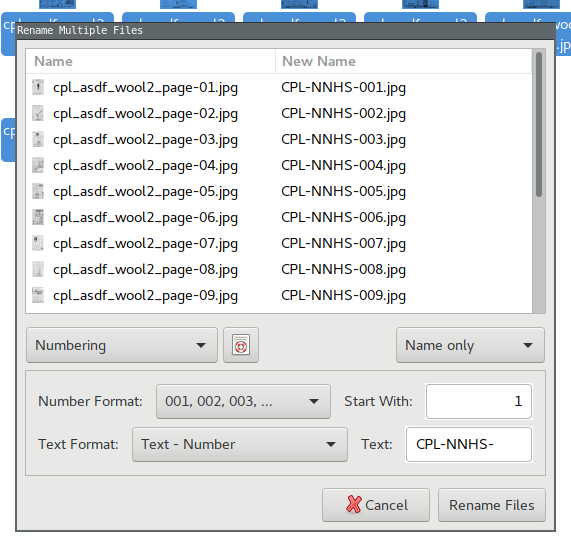 Rename Multiple Files
Name New Name
cpl_asdf_wool2_page-01.jpg CPL-NNHS-001.jpg
cpl_asdf_wool2_page-02.jpg CPL-NNHS-002.jpg
cpl_asdf_wool2_page-03.jpg CPL-NNHS-003.jpg
cpl_asdf_wool2_page-04.jpg CPL-NNHS-004.jpg
cpl_asdf_wool2_page-05.jpg CPL-NNHS-005.jpg
cpl_asdf_wool2_page-06.jpg CPL-NNHS-006.jpg
cpl_asdf_wool2_page-07.jpg CPL-NNHS-007.jpg
cpl_asdf_wool2_page-08.jpg CPL-NNHS-008.jpg
cpl_asdf_wool2_page-09.jpg CPL-NNHS-009.jpg
Numbering Name only
Number Format: 001, 002, 003, ... Start With: 1
Text Format: Text - Number Text: CPL-NNHS-
Cancel Rename Files